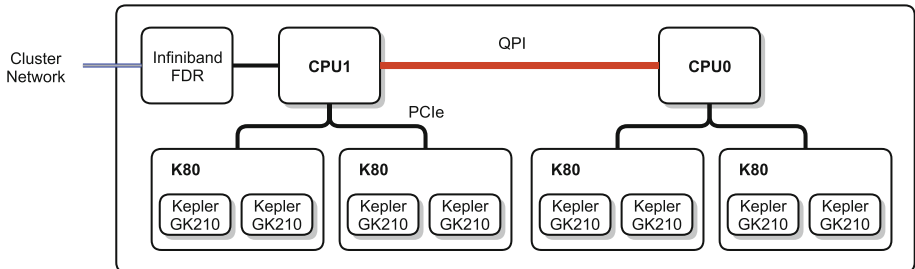 Cluster
Network
Infiniband
FDR
CPU1
QPI
CPU0
PCIe
K80
K80
K80
K80
Kepler
GK210
Kepler
GK210
Kepler
GK210
Kepler
GK210
Kepler
GK210
Kepler
GK210
Kepler
GK210
Kepler
GK210